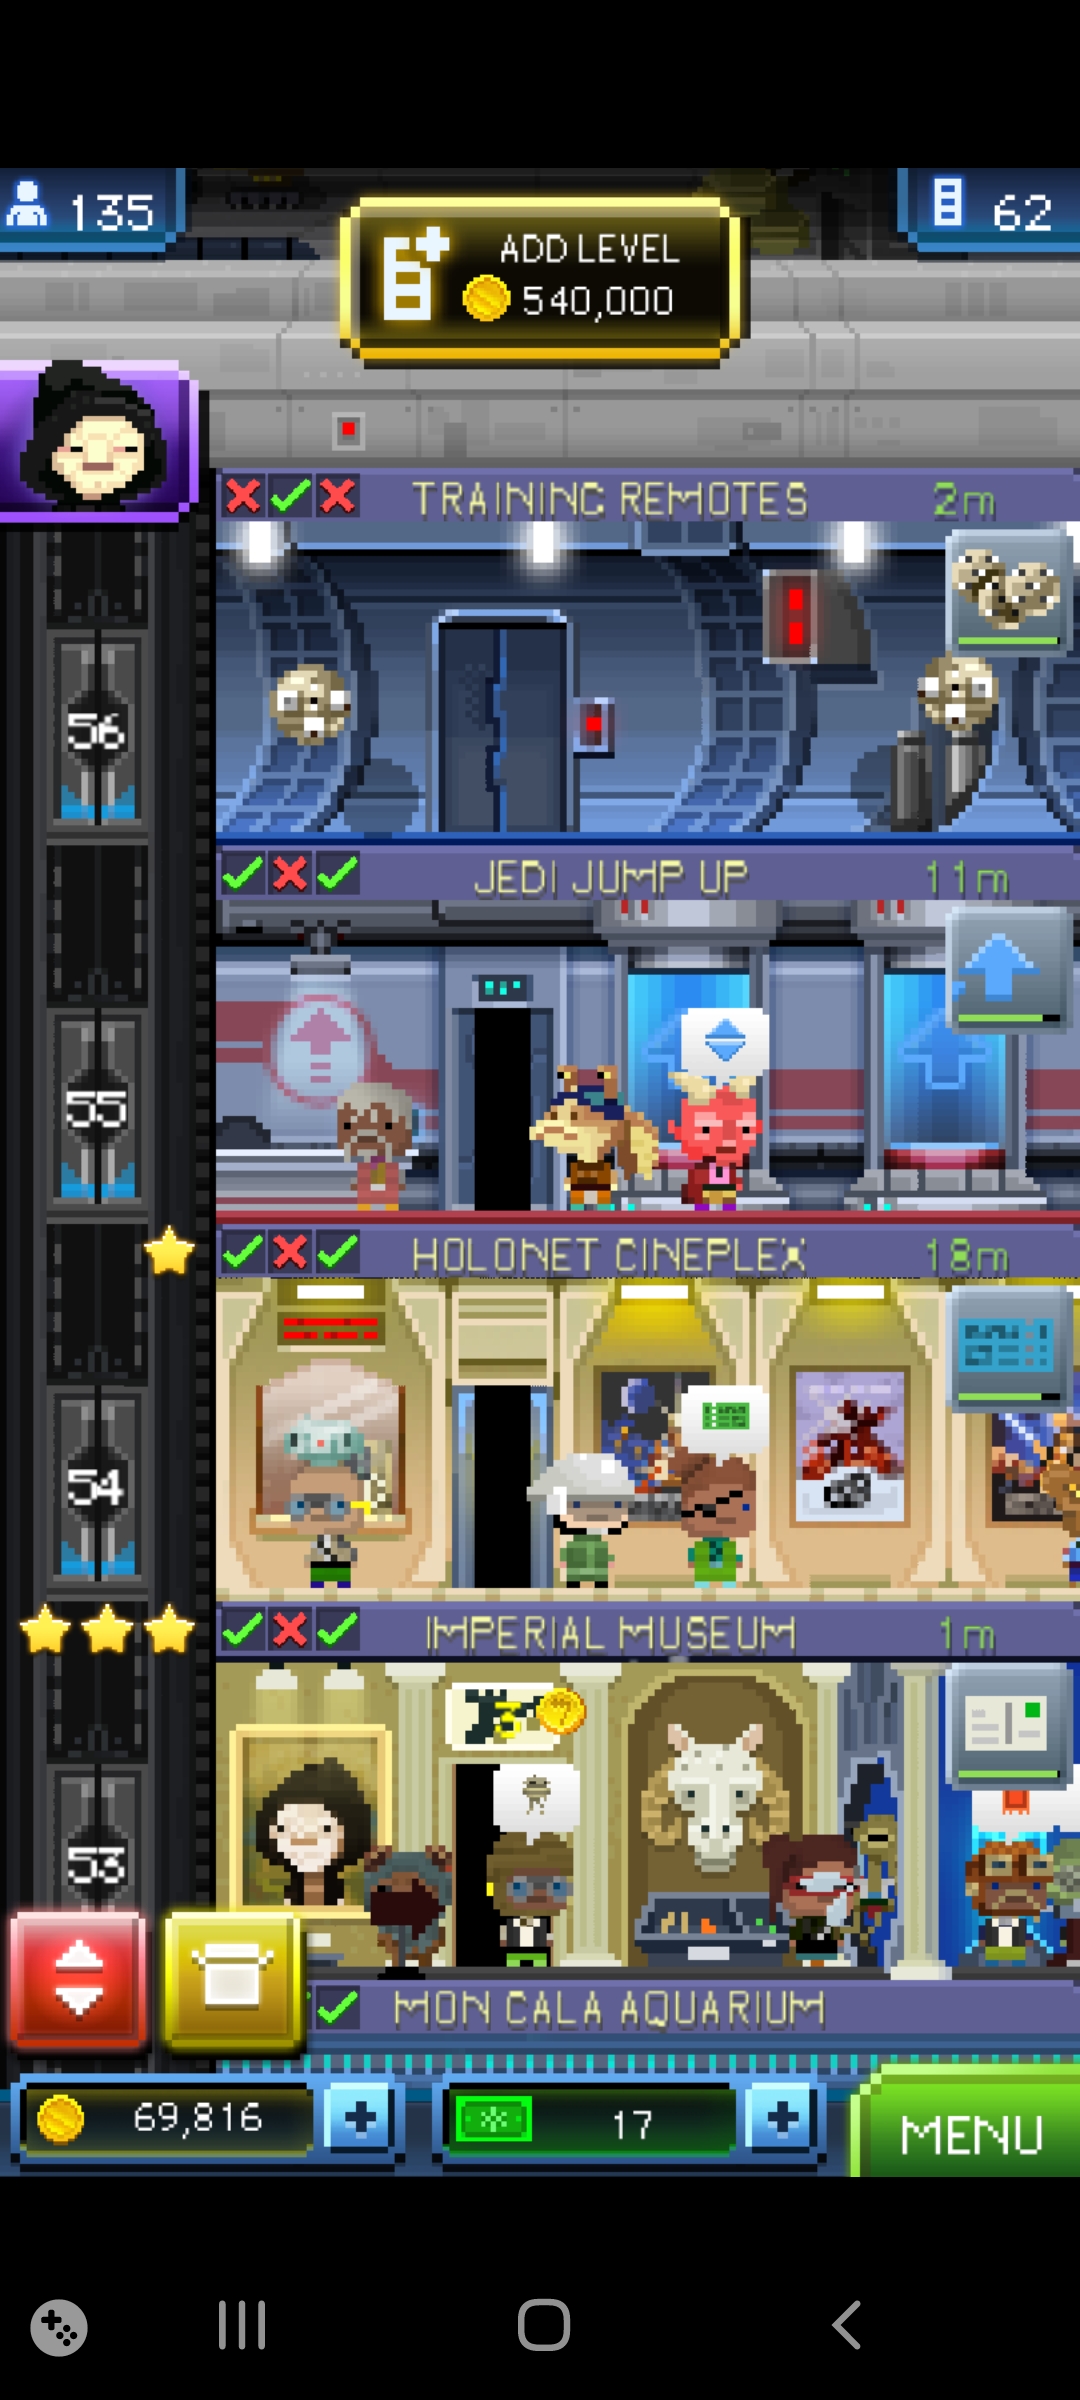 135
ADD LEVEL
540,000
62
TRAINING REMOTES 2m
56
JEDI JUMP UP 11m
55
HOLONET CINEPLEX 18m
54
IMPERIAL MUSEUM 1m
3
53
MON CALA AQUARIUM
69,816
17
MENU